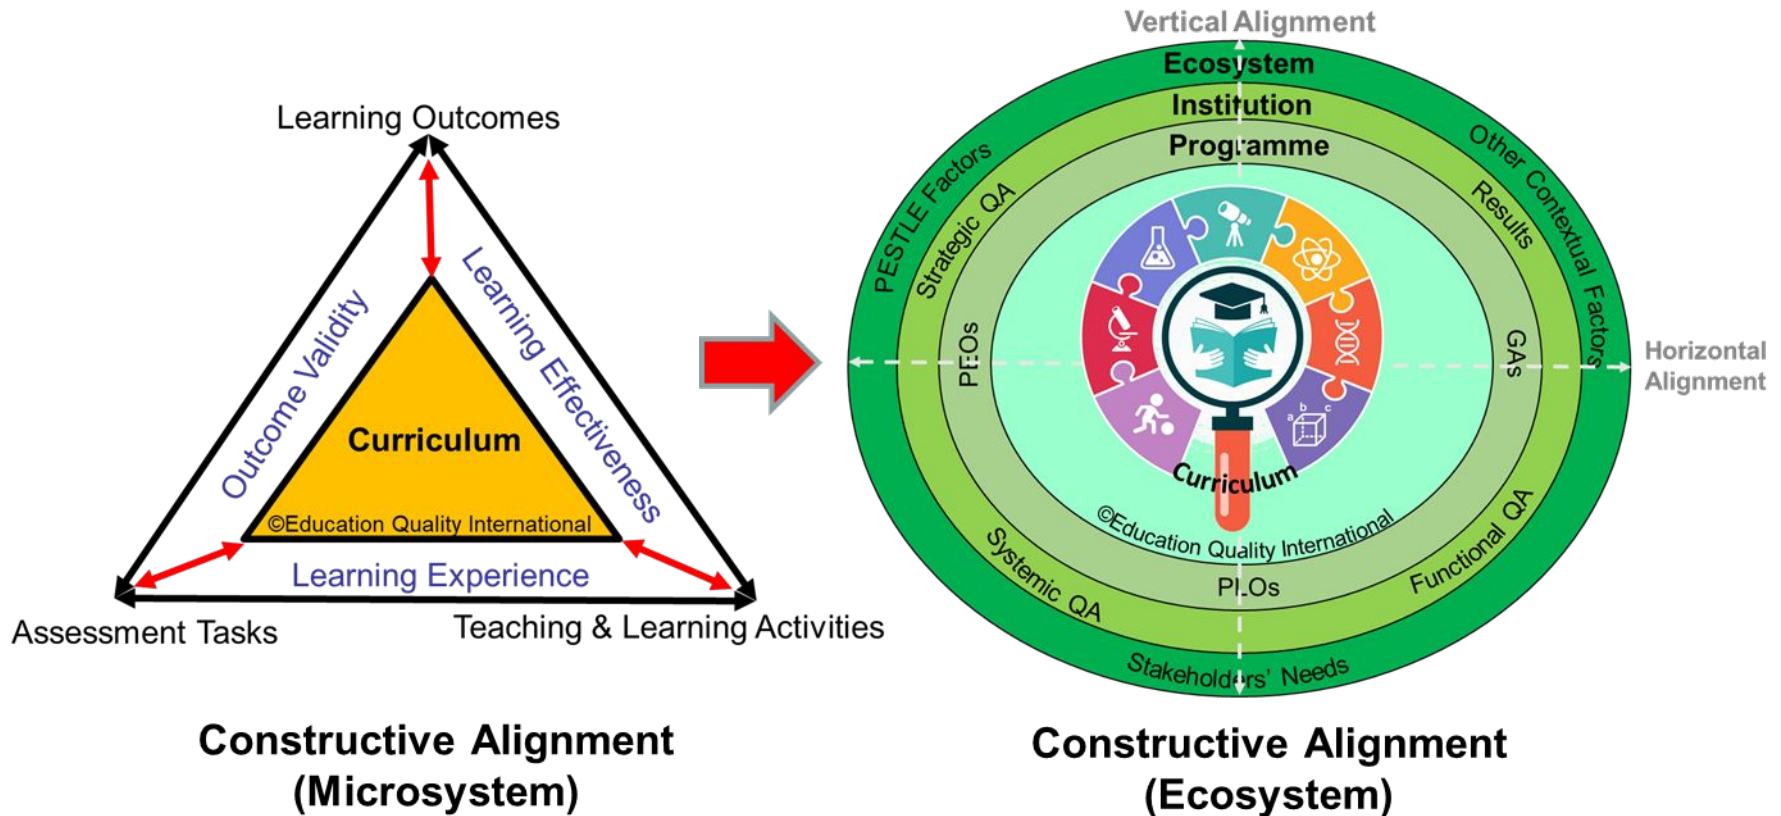 Learning Outcomes
Outcome Validity
Learning Effectiveness
Curriculum
©Education Quality International
Learning Experience
Assessment Tasks
Teaching & Learning Activities
Constructive Alignment
(Microsystem)
Vertical Alignment
Ecosystem
Institution
Programme
PESTLE Factors
Other Contextual Factors
Strategic QA
Results
PEOs
GAs
Horizontal
Alignment
a b c
Curriculum
©Education Quality International
PLOs
Systemic QA
Functional QA
Stakeholders' Needs
Constructive Alignment
(Ecosystem)